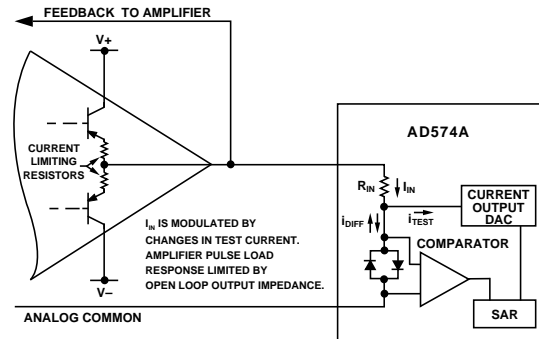 FEEDBACK TO AMPLIFIER
V+
CURRENT
LIMITING
RESISTORS
V–
I_IN IS MODULATED BY
CHANGES IN TEST CURRENT.
AMPLIFIER PULSE LOAD
RESPONSE LIMITED BY
OPEN LOOP OUTPUT IMPEDANCE.
ANALOG COMMON
AD574A
R_IN
I_IN
CURRENT
OUTPUT
DAC
i_DIFF
i_TEST
COMPARATOR
SAR